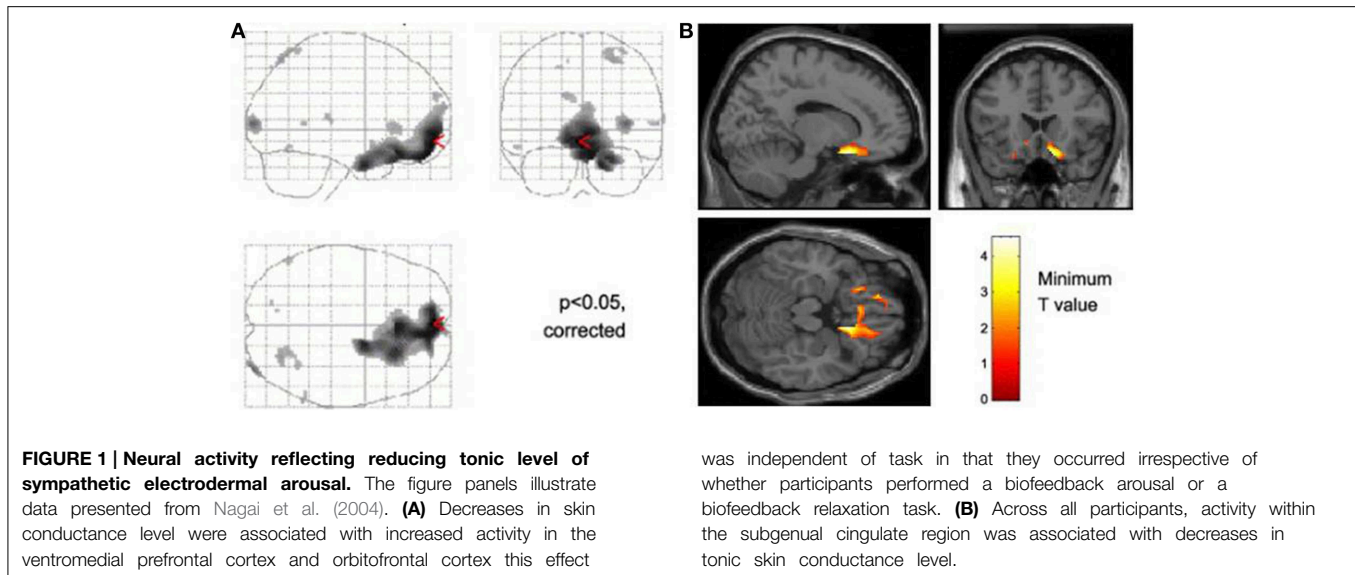 A
B
p<0.05,
corrected
4
3
2
1
0
Minimum
T value
FIGURE 1 | Neural activity reflecting reducing tonic level of
sympathetic electrodermal arousal. The figure panels illustrate
data presented from Nagai et al. (2004). (A) Decreases in skin
conductance level were associated with increased activity in the
ventromedial prefrontal cortex and orbitofrontal cortex this effect
was independent of task in that they occurred irrespective of
whether participants performed a biofeedback arousal or a
biofeedback relaxation task. (B) Across all participants, activity within
the subgenual cingulate region was associated with decreases in
tonic skin conductance level.